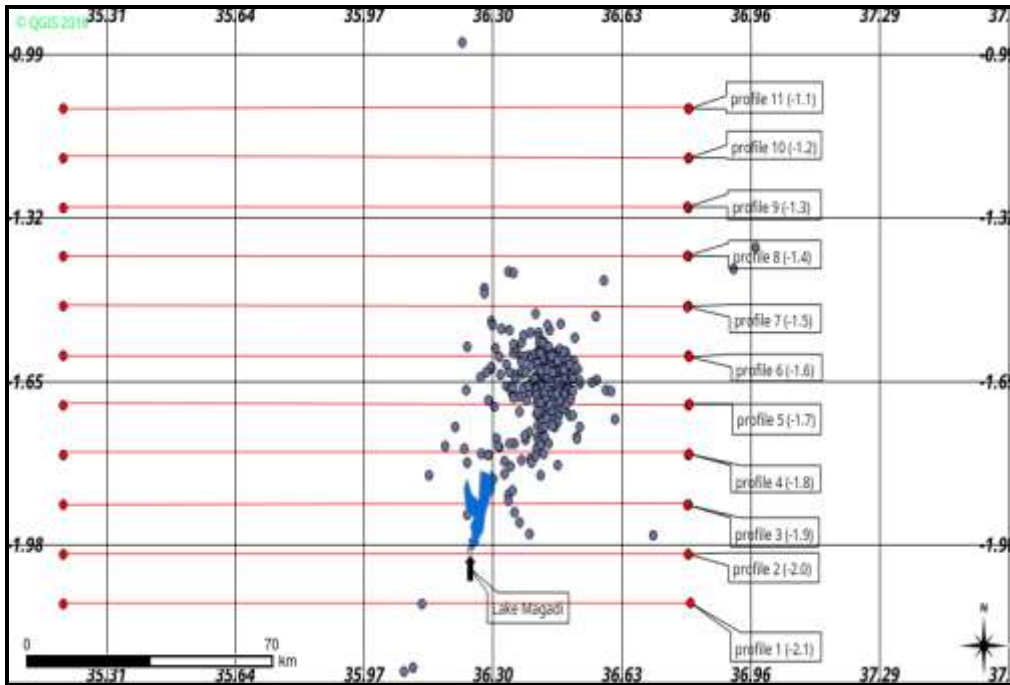 © QGIS 2018
35.31 35.64 35.97 36.30 36.63 36.96 37.29
-0.99 -0.99
profile 11 (-1.1)
profile 10 (-1.2)
profile 9 (-1.3)
-1.32 -1.32
profile 8 (-1.4)
profile 7 (-1.5)
profile 6 (-1.6)
-1.65 -1.65
profile 5 (-1.7)
profile 4 (-1.8)
profile 3 (-1.9)
-1.98 -1.98
profile 2 (-2.0)
Lake Magadi
N
profile 1 (-2.1)
0 70
km
35.31 35.64 35.97 36.30 36.63 36.96 37.29